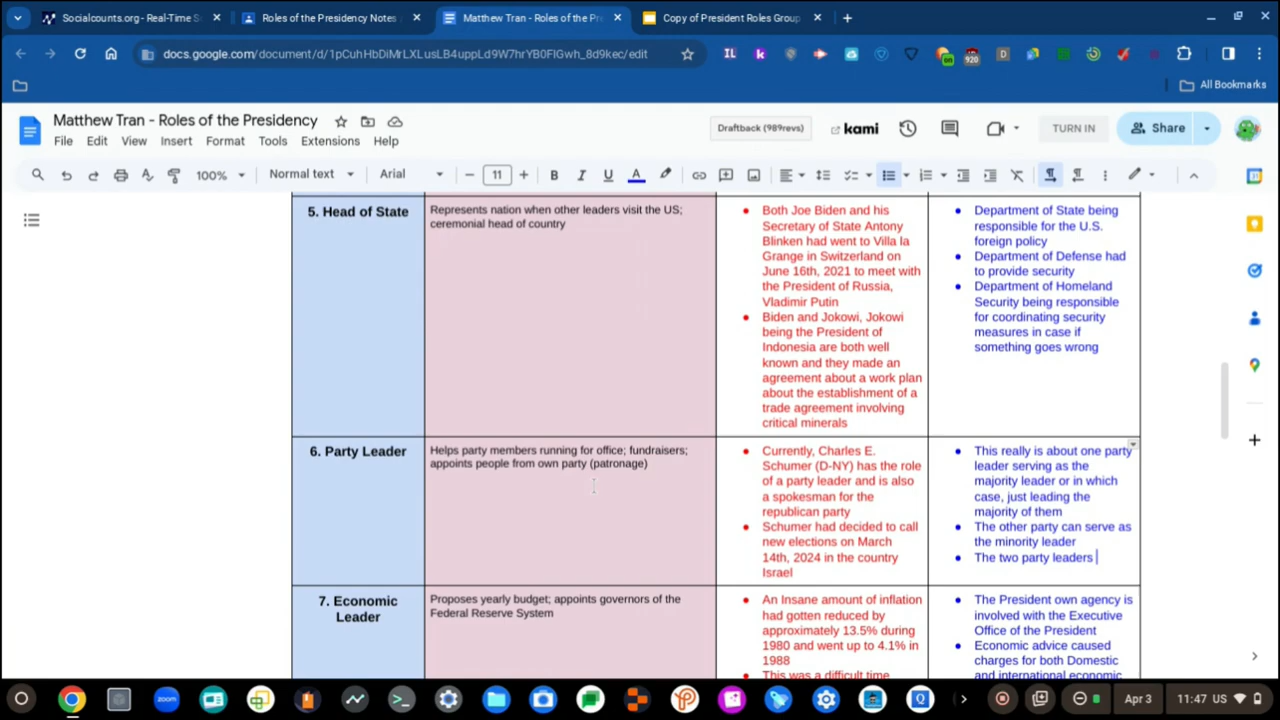 Socialcounts.org - Real-Time S
Roles of the Presidency Notes
Matthew Tran - Roles of the Pr
Copy of President Roles Group
docs.google.com/document/d/1pCuhHbDiMrLXLusLB4uppLd9W7hrYB0FIGwh_8d9kec/edit
All Bookmarks
Matthew Tran - Roles of the Presidency
File Edit View Insert Format Tools Extensions Help
Draftback (989revs)
kami
TURN IN
Share
100%
Normal text
Arial
11
5. Head of State
Represents nation when other leaders visit the US;
ceremonial head of country
Both Joe Biden and his
Secretary of State Antony
Blinken had went to Villa la
Grange in Switzerland on
June 16th, 2021 to meet with
the President of Russia,
Vladimir Putin
Biden and Jokowi, Jokowi
being the President of
Indonesia are both well
known and they made an
agreement about a work plan
about the establishment of a
trade agreement involving
critical minerals
Department of State being
responsible for the U.S.
foreign policy
Department of Defense had
to provide security
Department of Homeland
Security being responsible
for coordinating security
measures in case if
something goes wrong
6. Party Leader
Helps party members running for office; fundraisers;
appoints people from own party (patronage)
Currently, Charles E.
Schumer (D-NY) has the role
of a party leader and is also
a spokesman for the
republican party
Schumer had decided to call
new elections on March
14th, 2024 in the country
Israel
This really is about one party
leader serving as the
majority leader or in which
case, just leading the
majority of them
The other party can serve as
the minority leader
The two party leaders
7. Economic
Leader
Proposes yearly budget; appoints governors of the
Federal Reserve System
An Insane amount of inflation
had gotten reduced by
approximately 13.5% during
1980 and went up to 4.1% in
1988
This was a difficult time
The President own agency is
involved with the Executive
Office of the President
Economic advice caused
charges for both Domestic
and international economic
Apr 3
11:47 US